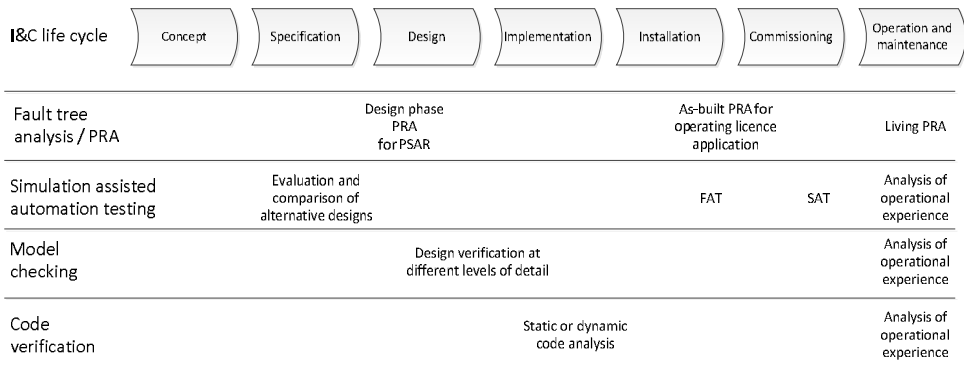 I&C life cycle
Concept
Specification
Design
Implementation
Installation
Commissioning
Operation and
maintenance
Fault tree
analysis / PRA
Design phase
PRA
for PSAR
As-built PRA for
operating licence
application
Living PRA
Simulation assisted
automation testing
Evaluation and
comparison of
alternative designs
FAT
SAT
Analysis of
operational
experience
Model
checking
Design verification at
different levels of detail
Analysis of
operational
experience
Code
verification
Static or dynamic
code analysis
Analysis of
operational
experience